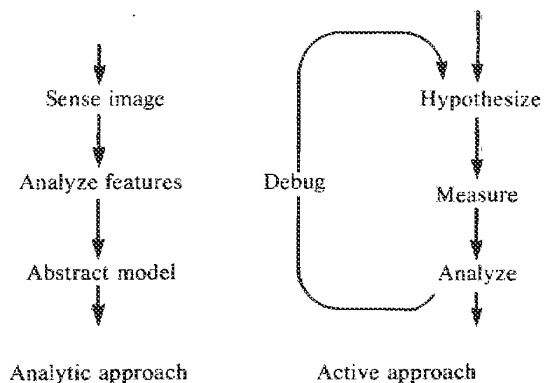 Sense image
Analyze features
Abstract model
Analytic approach
Hypothesize
Debug
Measure
Analyze
Active approach